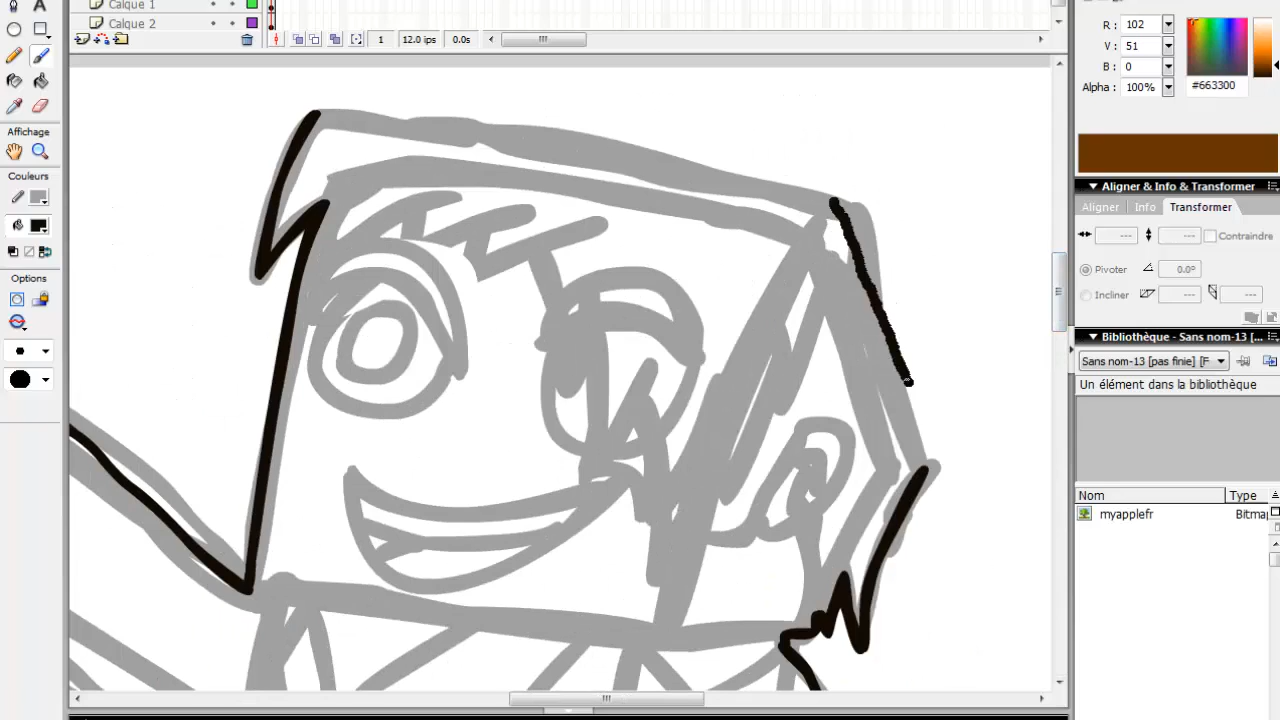 A
Calque 1
Calque 2
1 12.0 ips 0.0s
Affichage
Couleurs
Options
R : 102
V : 51
B : 0
Alpha : 100% #663300
Aligner & Info & Transformer
Aligner Info Transformer
--- --- Contraindre
Pivoter 0.0°
Incliner --- ---
Bibliothèque - Sans nom-13 [...
Sans nom-13 [pas finie] [F
Un élément dans la bibliothèque
Nom Type
myapplefr Bitma